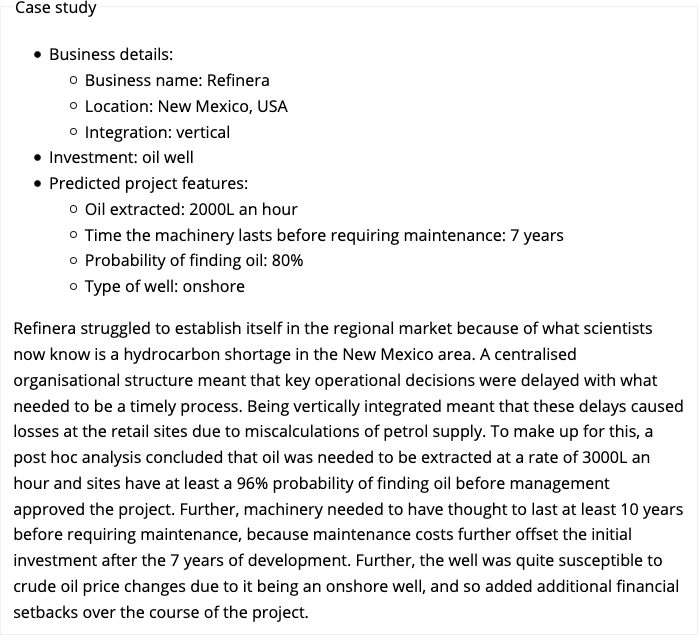 Case study
• Business details:
○ Business name: Refinera
○ Location: New Mexico, USA
○ Integration: vertical
• Investment: oil well
• Predicted project features:
○ Oil extracted: 2000L an hour
○ Time the machinery lasts before requiring maintenance: 7 years
○ Probability of finding oil: 80%
○ Type of well: onshore
Refinera struggled to establish itself in the regional market because of what scientists
now know is a hydrocarbon shortage in the New Mexico area. A centralised
organisational structure meant that key operational decisions were delayed with what
needed to be a timely process. Being vertically integrated meant that these delays caused
losses at the retail sites due to miscalculations of petrol supply. To make up for this, a
post hoc analysis concluded that oil was needed to be extracted at a rate of 3000L an
hour and sites have at least a 96% probability of finding oil before management
approved the project. Further, machinery needed to have thought to last at least 10 years
before requiring maintenance, because maintenance costs further offset the initial
investment after the 7 years of development. Further, the well was quite susceptible to
crude oil price changes due to it being an onshore well, and so added additional financial
setbacks over the course of the project.